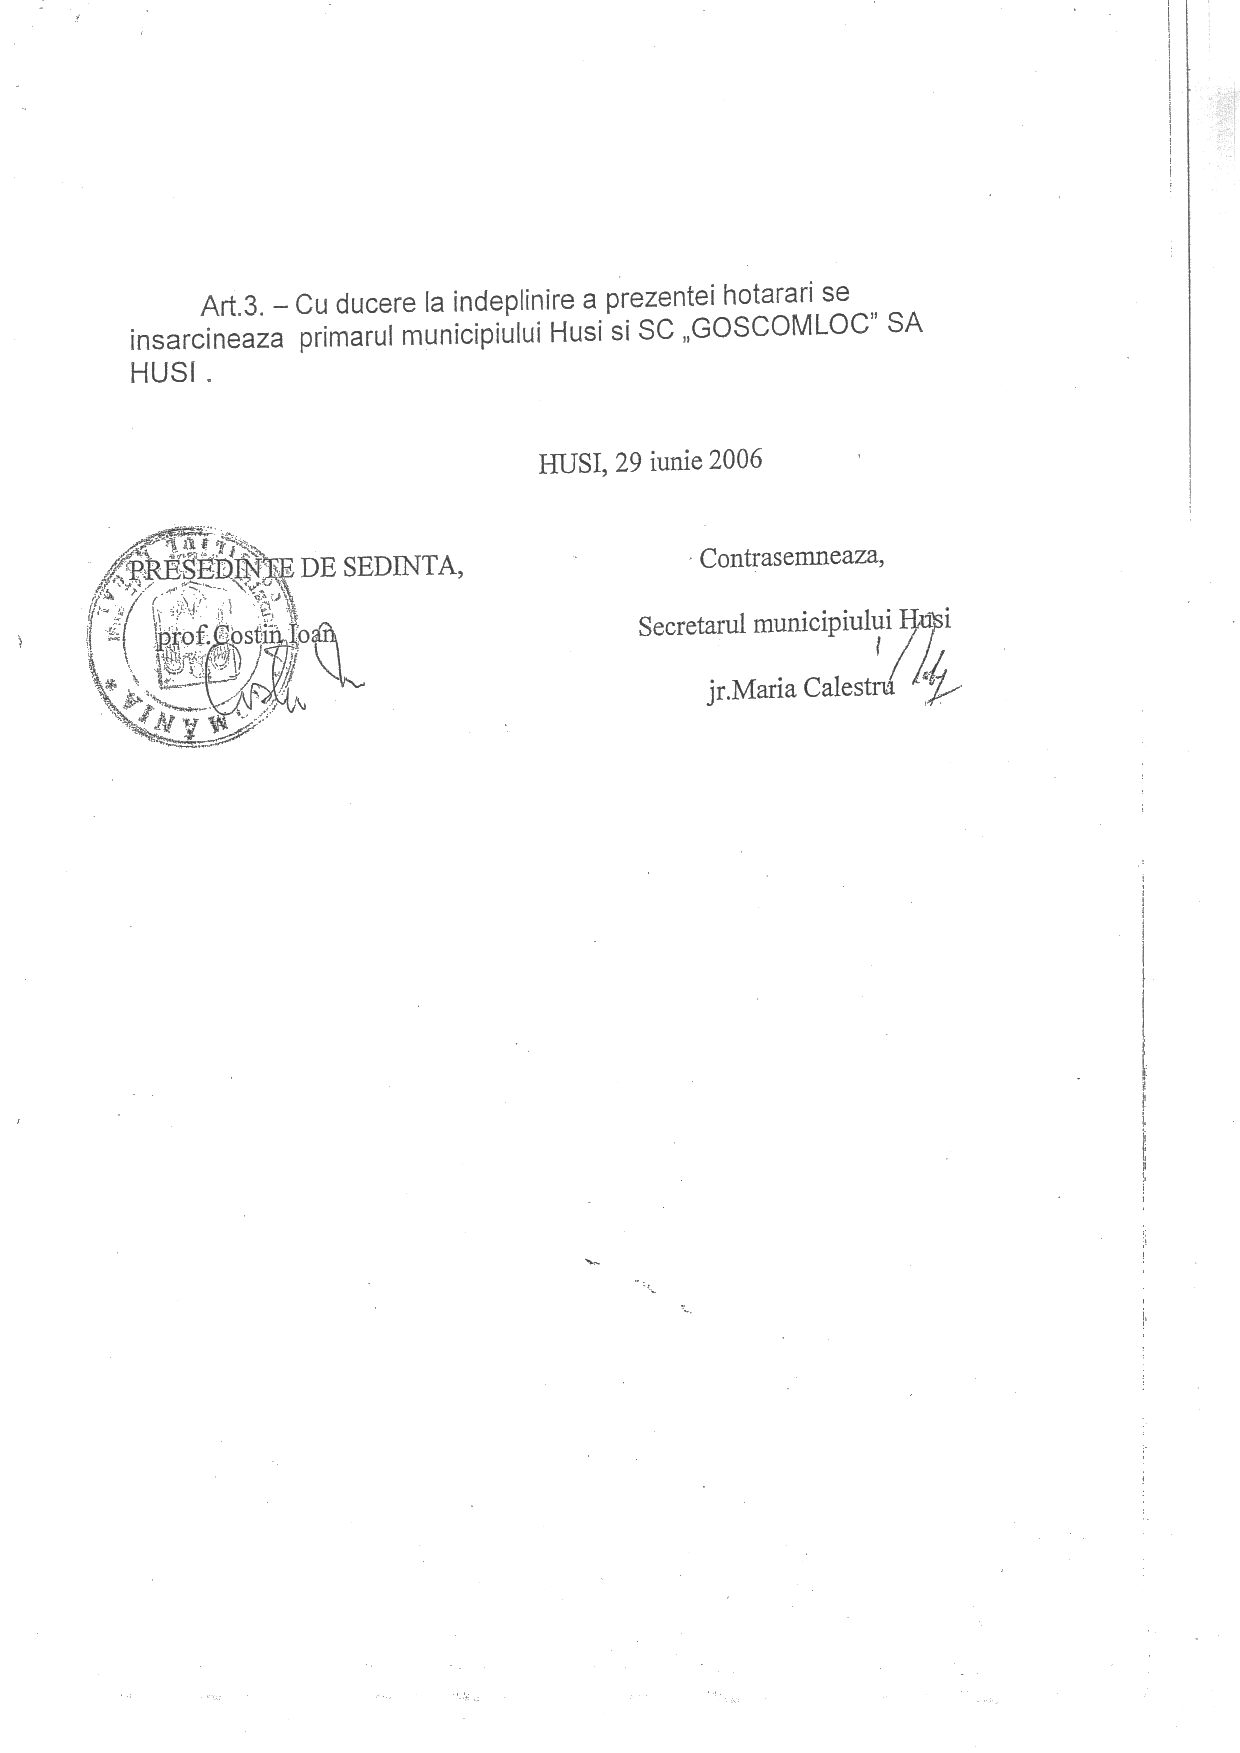 Art.3. – Cu ducere la indeplinire a prezentei hotarari se
insarcineaza primarul municipiului Husi si SC „GOSCOMLOC” SA
HUSI .
HUSI, 29 iunie 2006
PRESEDINTE DE SEDINTA,
prof.Costin Ioan
Contrasemneaza,
Secretarul municipiului Husi
jr.Maria Calestru